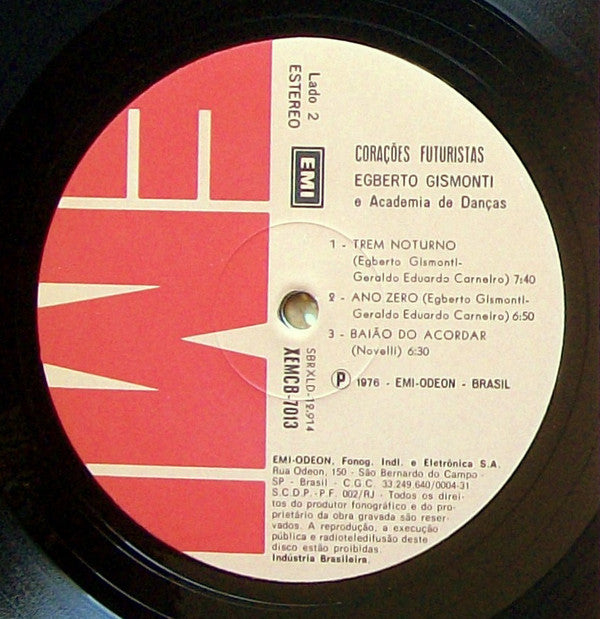 EMI
Lado 2
ESTEREO
EMI
CORAÇÕES FUTURISTAS
EGBERTO GISMONTI
e Academia de Danças
1 - TREM NOTURNO
(Egberto Gismonti-
Geraldo Eduardo Carneiro) 7:40
2 - ANO ZERO (Egberto Gismonti-
Geraldo Eduardo Carneiro) 6:50
3 - BAIÃO DO ACORDAR
(Novelli) 6:30
SBRXLD-12.914
XEMCB-7013
Ⓟ 1976 - EMI-ODEON - BRASIL
EMI-ODEON, Fonog. Indl. e Eletrônica S.A.
Rua Odeon, 150 - São Bernardo do Campo -
SP - Brasil - C.G.C. 33.249.640/0004-31
S.C.D.P.-P.F. 002/RJ - Todos os direi-
tos do produtor fonográfico e do pro-
prietário da obra gravada são reser-
vados. A reprodução, a execução
pública e radioteledifusão deste
disco estão proibidas.
Indústria Brasileira.